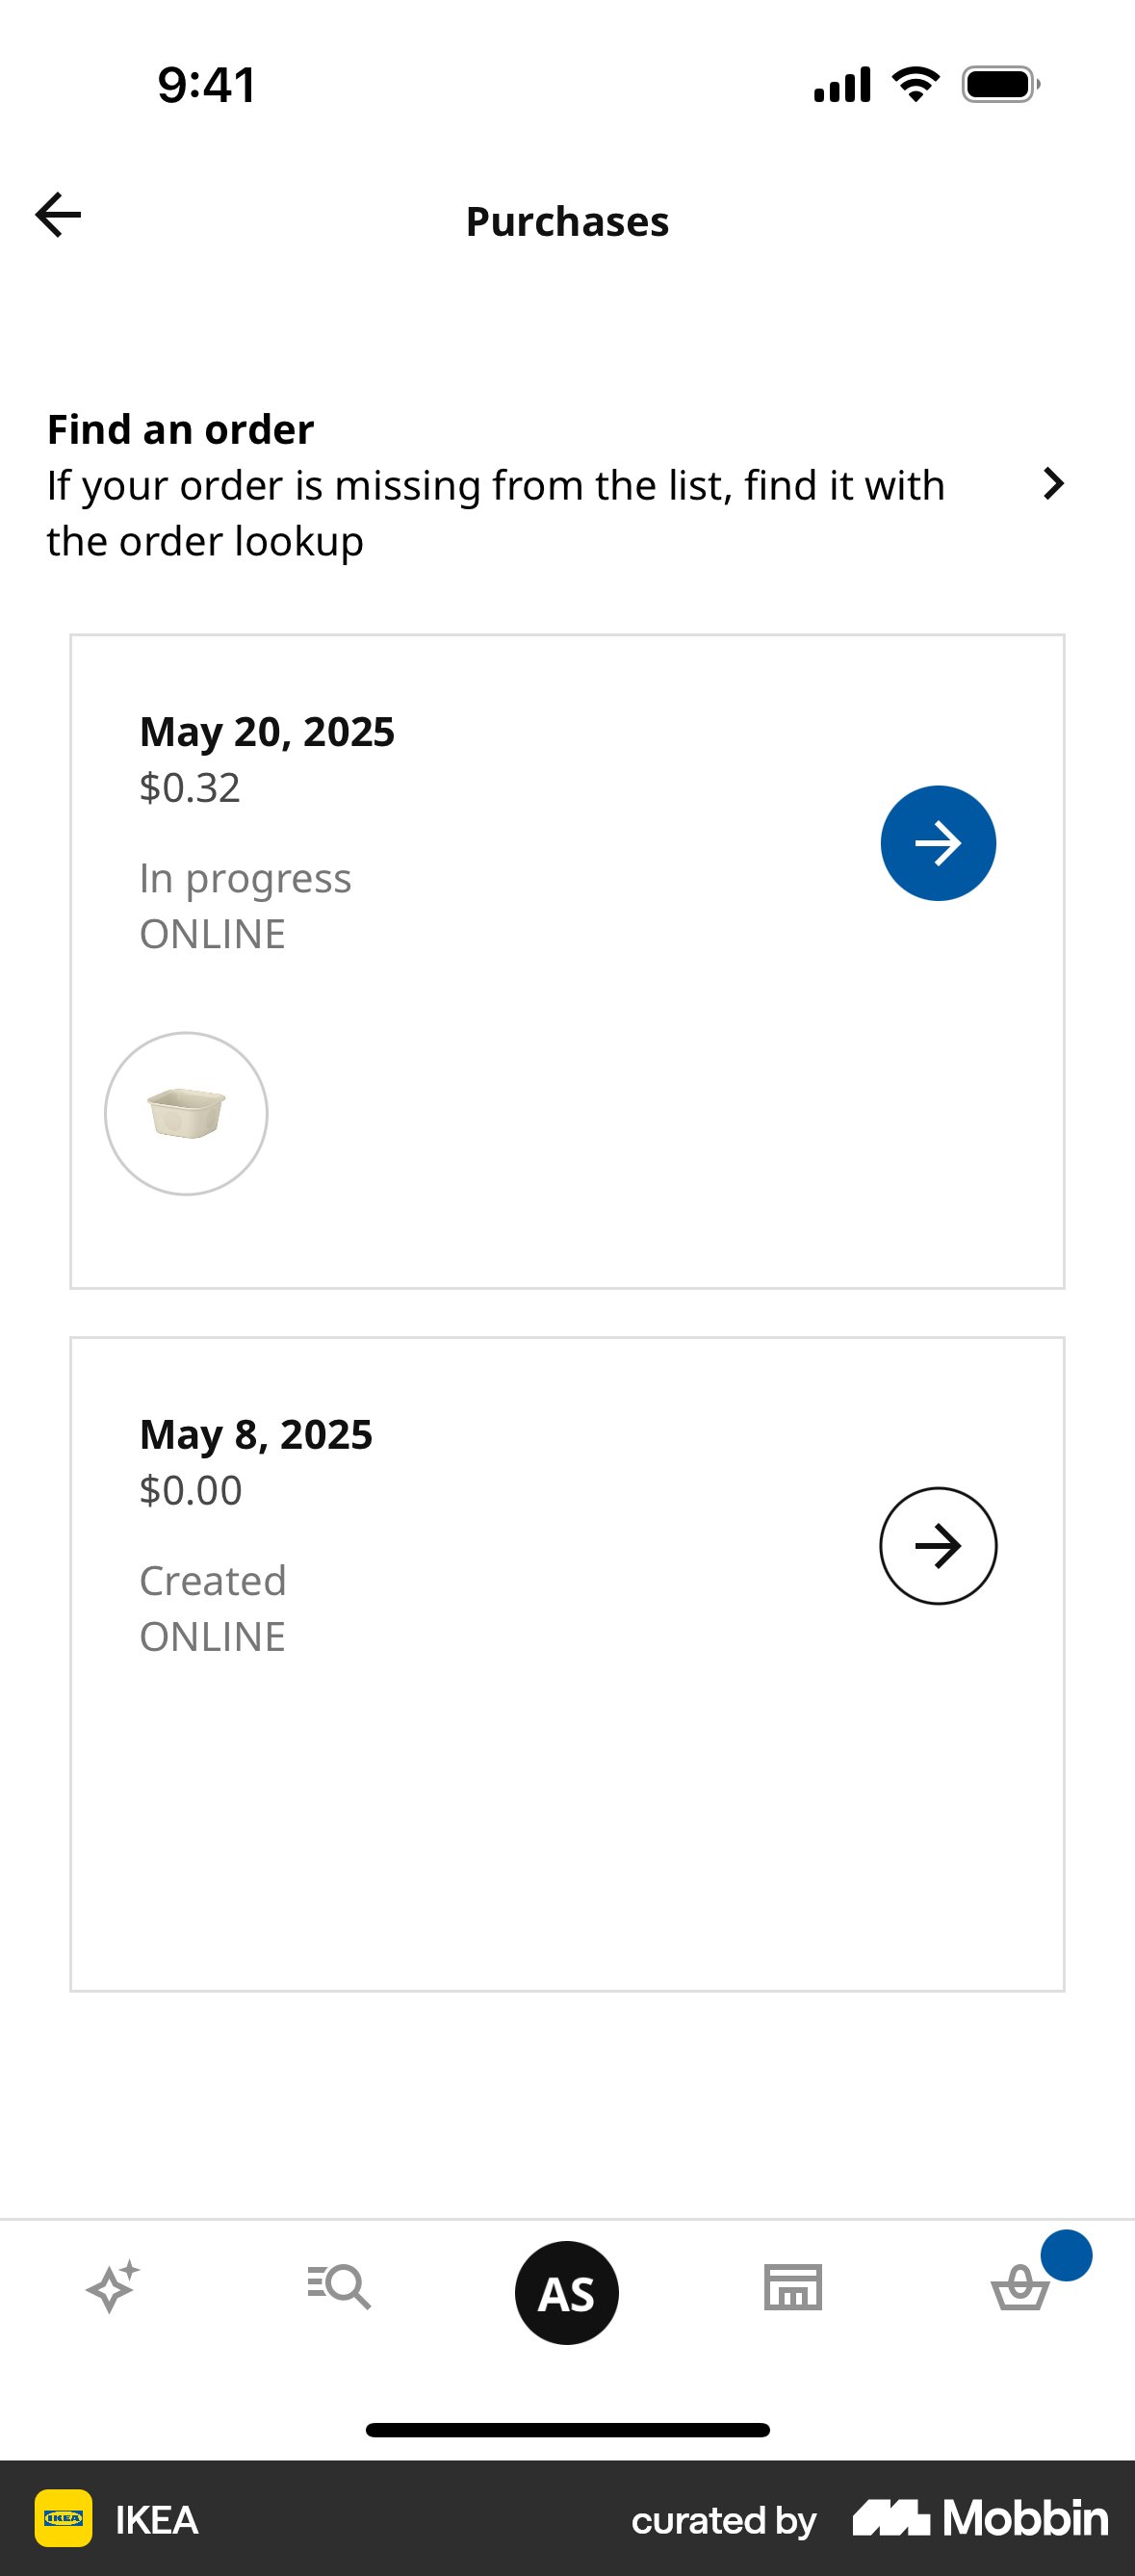 9:41
Purchases
Find an order
If your order is missing from the list, find it with
the order lookup
May 20, 2025
$0.32
In progress
ONLINE
May 8, 2025
$0.00
Created
ONLINE
AS
IKEA
IKEA
curated by
Mobbin